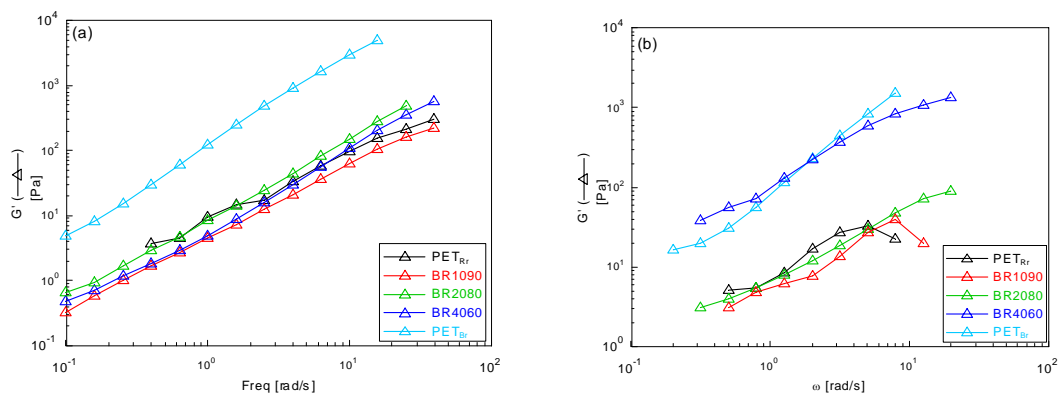 (a)
10^4
10^3
10^2
10^1
10^0
10^-1
G' (—△—)
[Pa]
10^-1
10^0
10^1
10^2
Freq [rad/s]
PET_Rr
BR1090
BR2080
BR4060
PET_Br
(b)
10^4
10^3
10^2
10^1
10^0
G' (—△—)
[Pa]
10^-1
10^0
10^1
10^2
ω [rad/s]
PET_Rr
BR1090
BR2080
BR4060
PET_Br